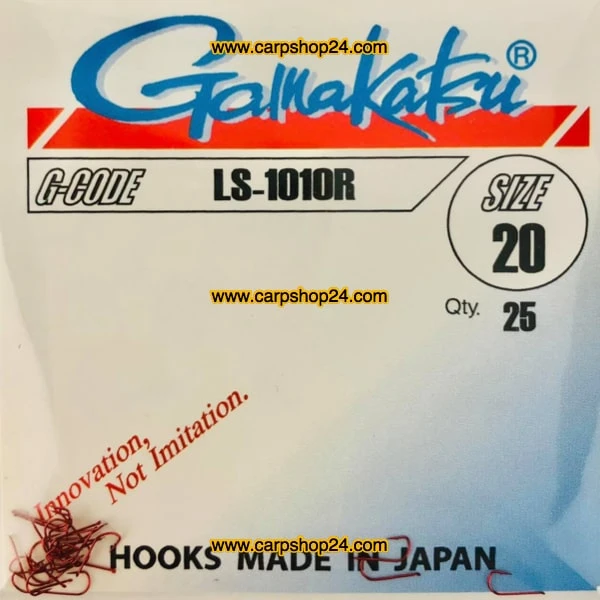 www.carpshop24.com
Gamakatsu®
G-CODE LS-1010R
SIZE
20
www.carpshop24.com
Qty. 25
Innovation,
Not Imitation.
www.carpshop24.com
HOOKS MADE IN JAPAN